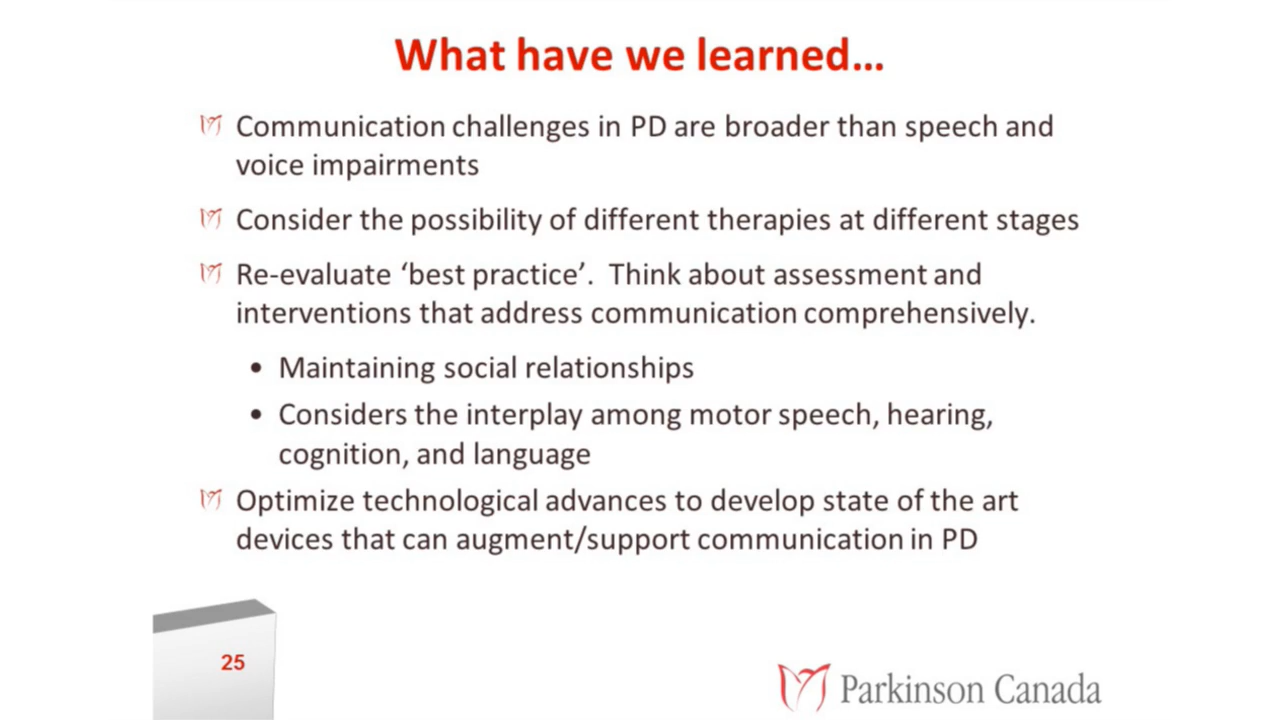 What have we learned...
Communication challenges in PD are broader than speech and
voice impairments
Consider the possibility of different therapies at different stages
Re-evaluate ‘best practice’.  Think about assessment and
interventions that address communication comprehensively.
• Maintaining social relationships
• Considers the interplay among motor speech, hearing,
cognition, and language
Optimize technological advances to develop state of the art
devices that can augment/support communication in PD
25
Parkinson Canada